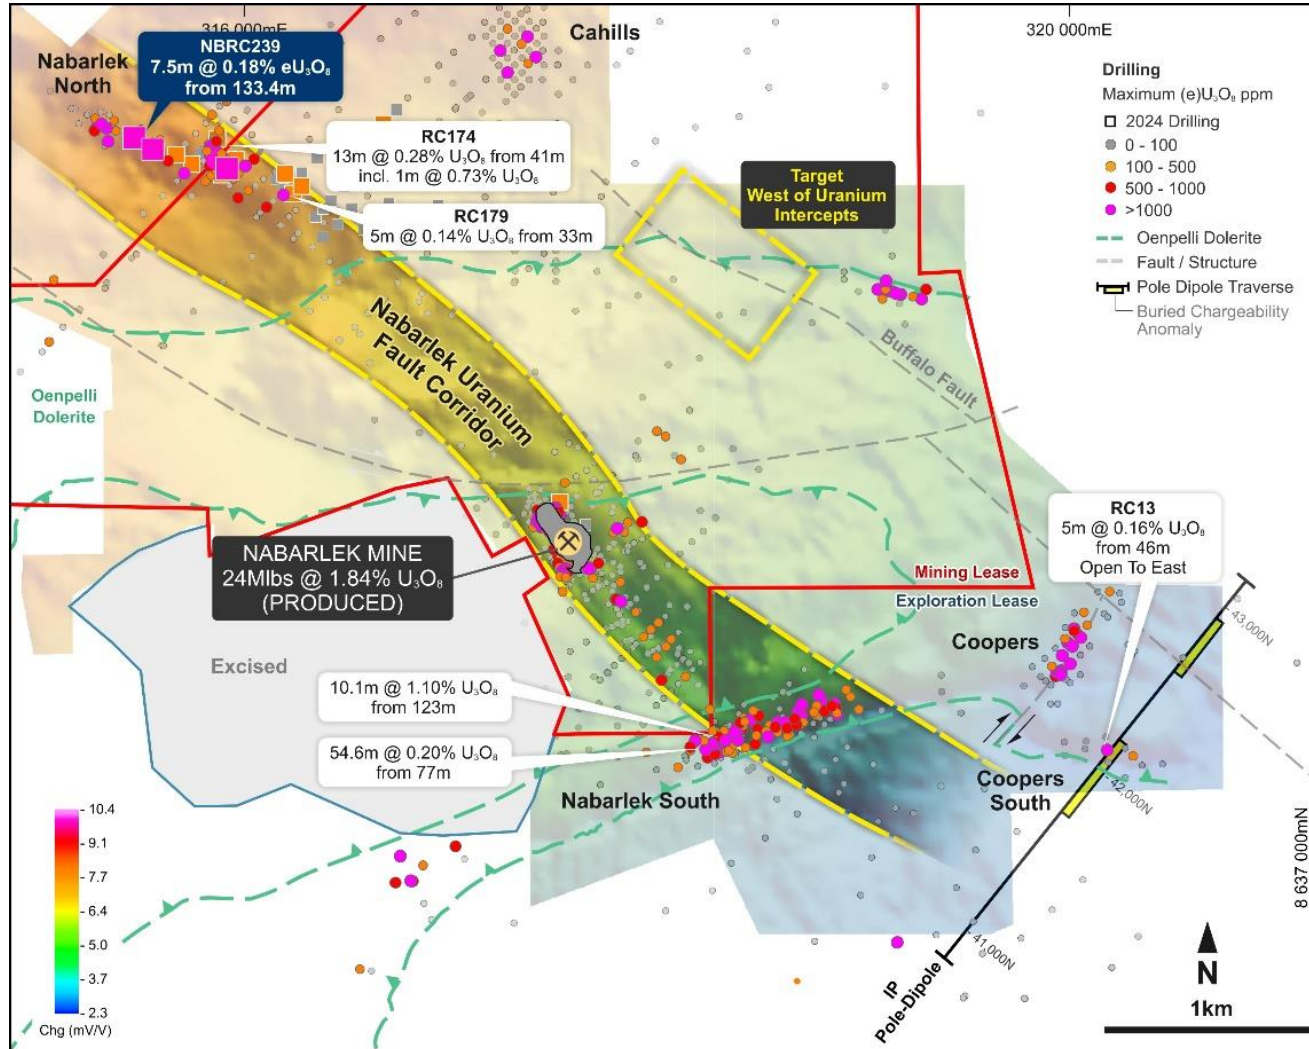 316 000mE
320 000mE
Cahills
Nabarlek
North
NBRC239
7.5m @ 0.18% eU₃O₈
from 133.4m
RC174
13m @ 0.28% U₃O₈ from 41m
incl. 1m @ 0.73% U₃O₈
RC179
5m @ 0.14% U₃O₈ from 33m
Target
West of Uranium
Intercepts
Drilling
Maximum (e)U₃O₈ ppm
2024 Drilling
0 - 100
100 - 500
500 - 1000
>1000
Oenpelli Dolerite
Fault / Structure
Pole Dipole Traverse
Buried Chargeability
Anomaly
Nabarlek Uranium
Fault Corridor
Buffalo Fault
Oenpelli
Dolerite
NABARLEK MINE
24Mlbs @ 1.84% U₃O₈
(PRODUCED)
Excised
Mining Lease
Exploration Lease
RC13
5m @ 0.16% U₃O₈
from 46m
Open To East
Coopers
43,000N
10.1m @ 1.10% U₃O₈
from 123m
54.6m @ 0.20% U₃O₈
from 77m
Nabarlek South
Coopers
South
42,000N
41,000N
IP
Pole-Dipole
8 637 000mN
10.4
9.1
7.7
6.4
5.0
3.7
2.3
Chg (mV/V)
N
1km